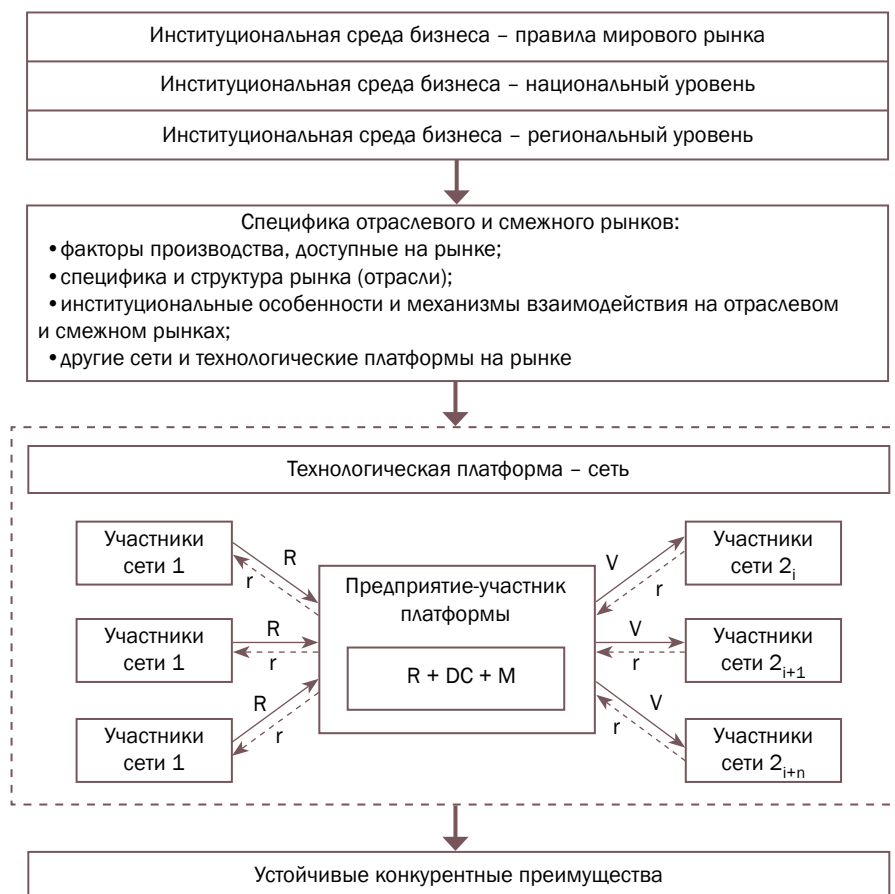 Институциональная среда бизнеса – правила мирового рынка
Институциональная среда бизнеса – национальный уровень
Институциональная среда бизнеса – региональный уровень
Специфика отраслевого и смежного рынков:
•факторы производства, доступные на рынке;
•специфика и структура рынка (отрасли);
•институциональные особенности и механизмы взаимодействия на отраслевом
и смежном рынках;
•другие сети и технологические платформы на рынке
Технологическая платформа – сеть
Участники
сети 1
R
r
Участники
сети 1
R
r
Участники
сети 1
R
r
Предприятие-участник
платформы
R + DC + M
V
r
Участники
сети 2i
V
r
Участники
сети 2i+1
V
r
Участники
сети 2i+n
Устойчивые конкурентные преимущества